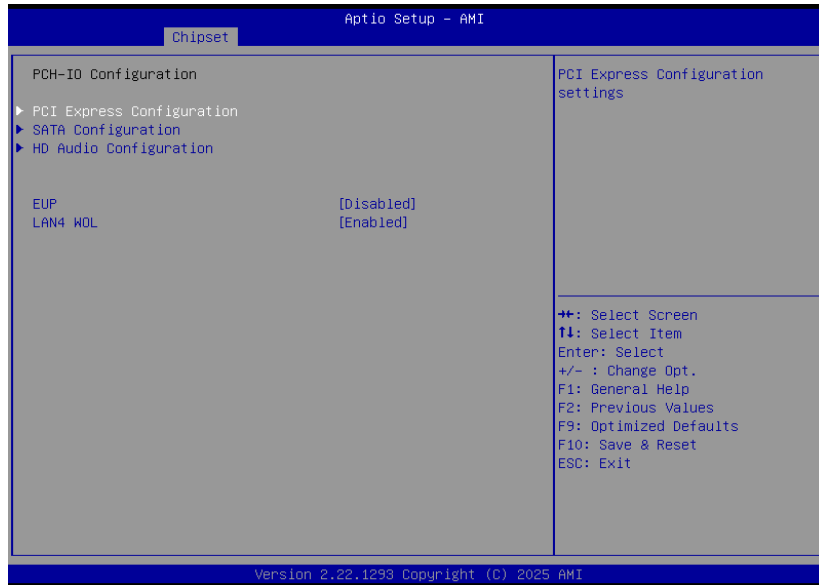 Aptio Setup – AMI
Chipset
PCH-IO Configuration
PCI Express Configuration
SATA Configuration
HD Audio Configuration
EUP [Disabled]
LAN4 WOL [Enabled]
PCI Express Configuration
settings
→←: Select Screen
↑↓: Select Item
Enter: Select
+/- : Change Opt.
F1: General Help
F2: Previous Values
F9: Optimized Defaults
F10: Save & Reset
ESC: Exit
Version 2.22.1293 Copyright (C) 2025 AMI